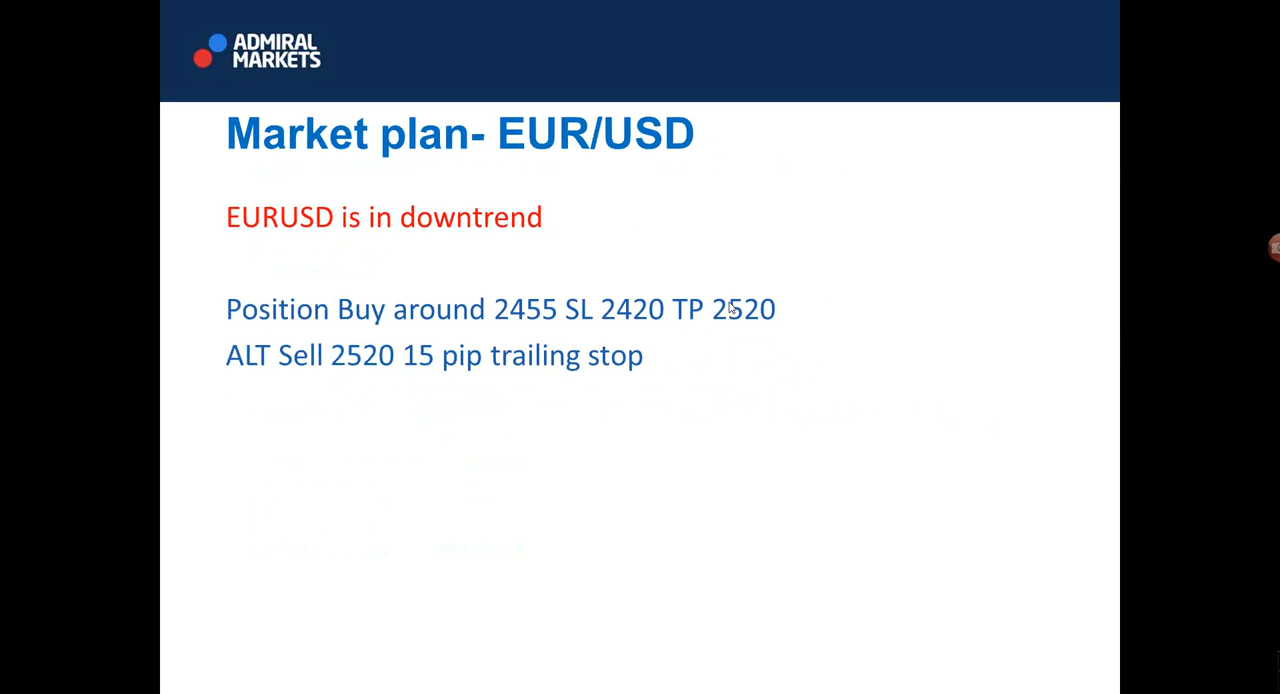 ADMIRAL
MARKETS
Market plan- EUR/USD
EURUSD is in downtrend
Position Buy around 2455 SL 2420 TP 2520
ALT Sell 2520 15 pip trailing stop